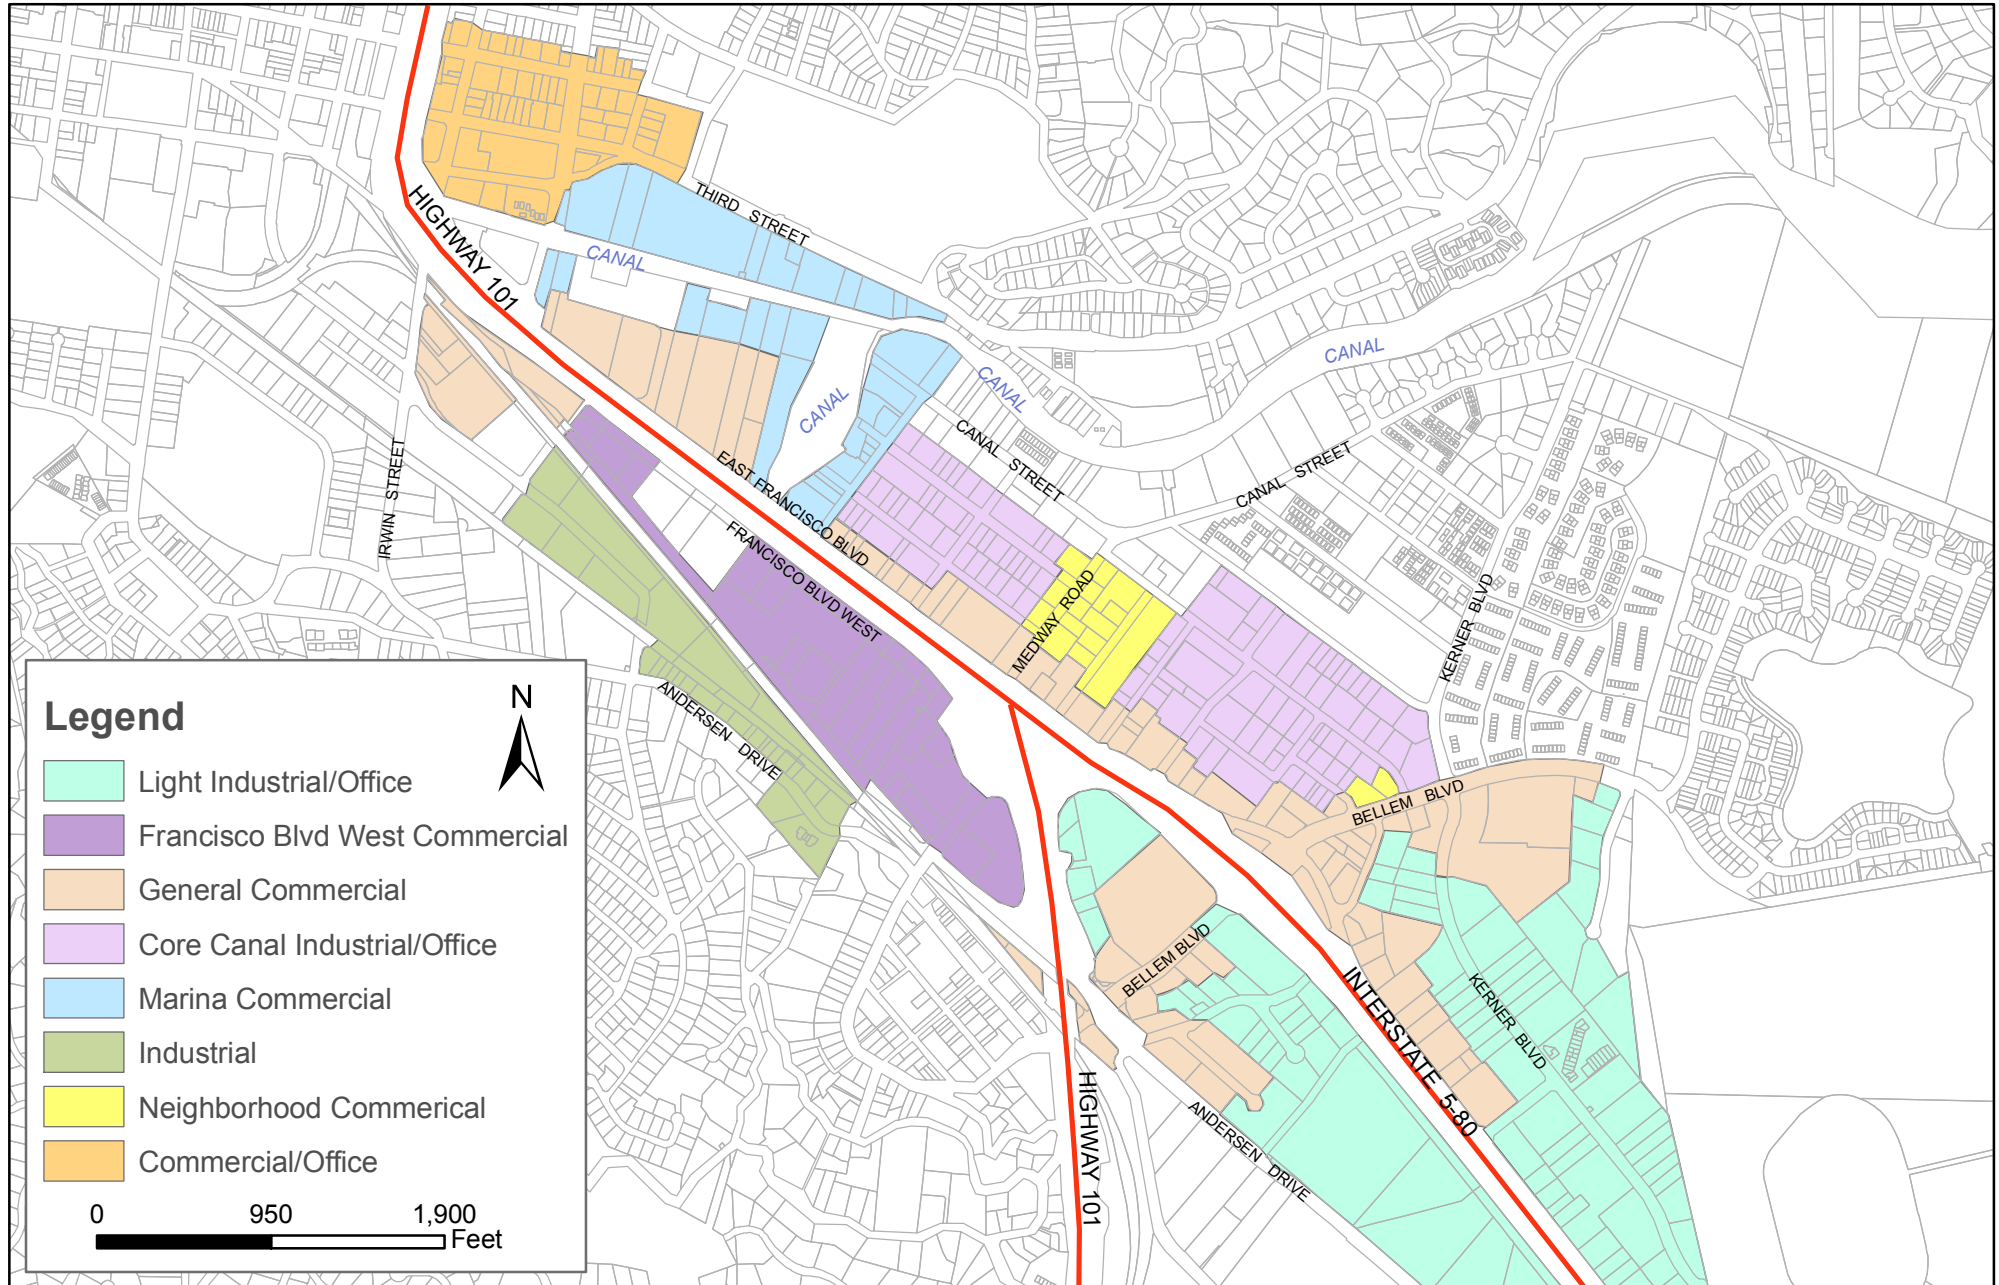 THIRD STREET
HIGHWAY 101
CANAL
CANAL
CANAL
CANAL
CANAL STREET
CANAL STREET
IRWIN STREET
EAST FRANCISCO BLVD
FRANCISCO BLVD WEST
MEDWAY ROAD
KERNER BLVD
ANDERSEN DRIVE
BELLEM BLVD
BELLEM BLVD
KERNER BLVD
INTERSTATE 5-80
HIGHWAY 101
ANDERSEN DRIVE
Legend
N
Light Industrial/Office
Francisco Blvd West Commercial
General Commercial
Core Canal Industrial/Office
Marina Commercial
Industrial
Neighborhood Commerical
Commercial/Office
0 950 1,900
Feet